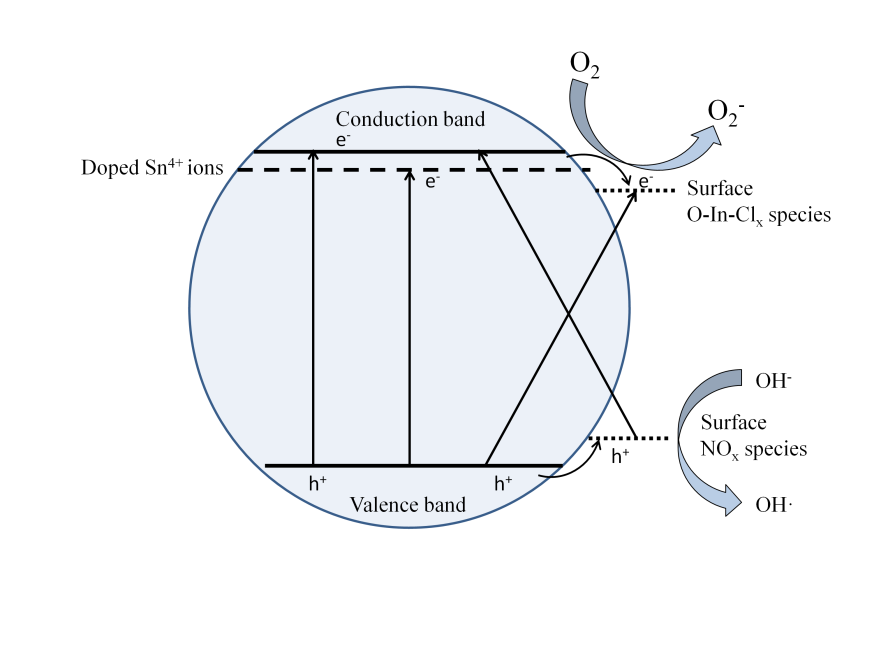 O₂
O₂⁻
Conduction band
e⁻
Doped Sn⁴⁺ ions
e⁻
e⁻
Surface
O-In-Clₓ species
OH⁻
Surface
NOₓ species
h⁺
h⁺
h⁺
Valence band
OH·